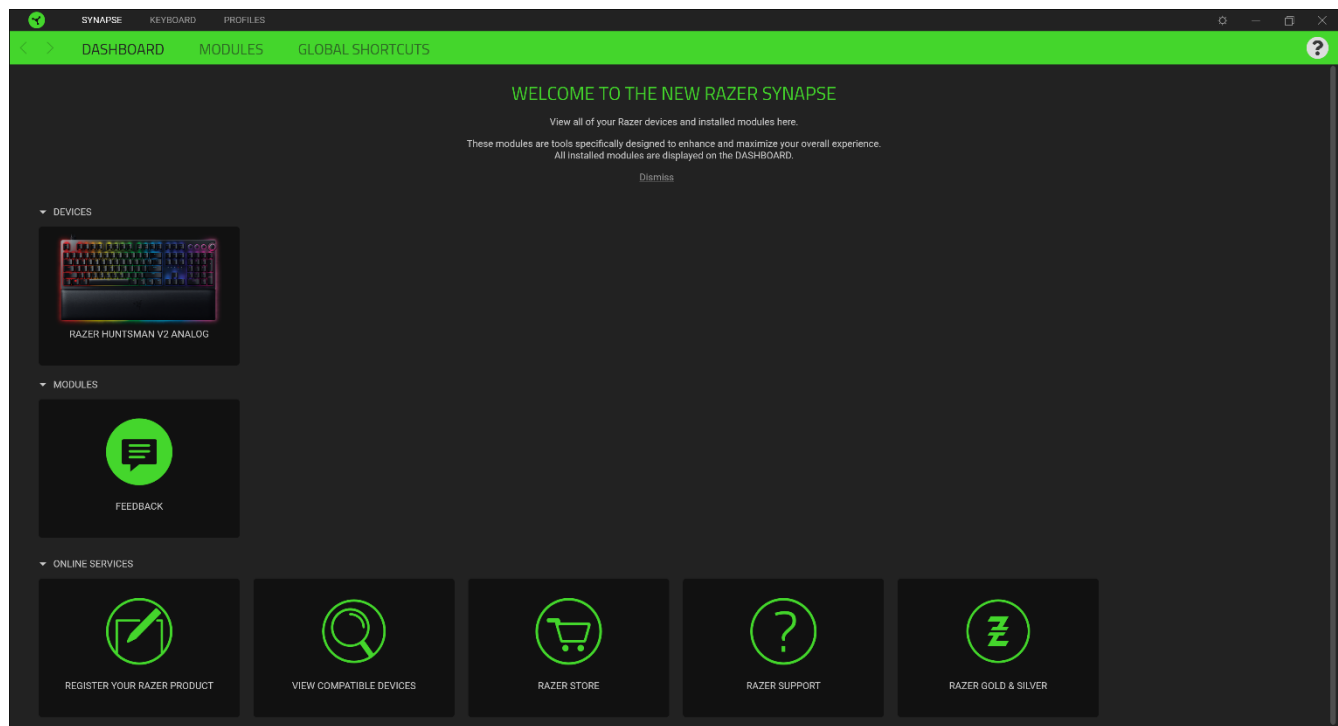 SYNAPSE KEYBOARD PROFILES
DASHBOARD MODULES GLOBAL SHORTCUTS
WELCOME TO THE NEW RAZER SYNAPSE
View all of your Razer devices and installed modules here.
These modules are tools specifically designed to enhance and maximize your overall experience.
All installed modules are displayed on the DASHBOARD.
Dismiss
DEVICES
RAZER HUNTSMAN V2 ANALOG
MODULES
FEEDBACK
ONLINE SERVICES
REGISTER YOUR RAZER PRODUCT VIEW COMPATIBLE DEVICES RAZER STORE RAZER SUPPORT RAZER GOLD & SILVER